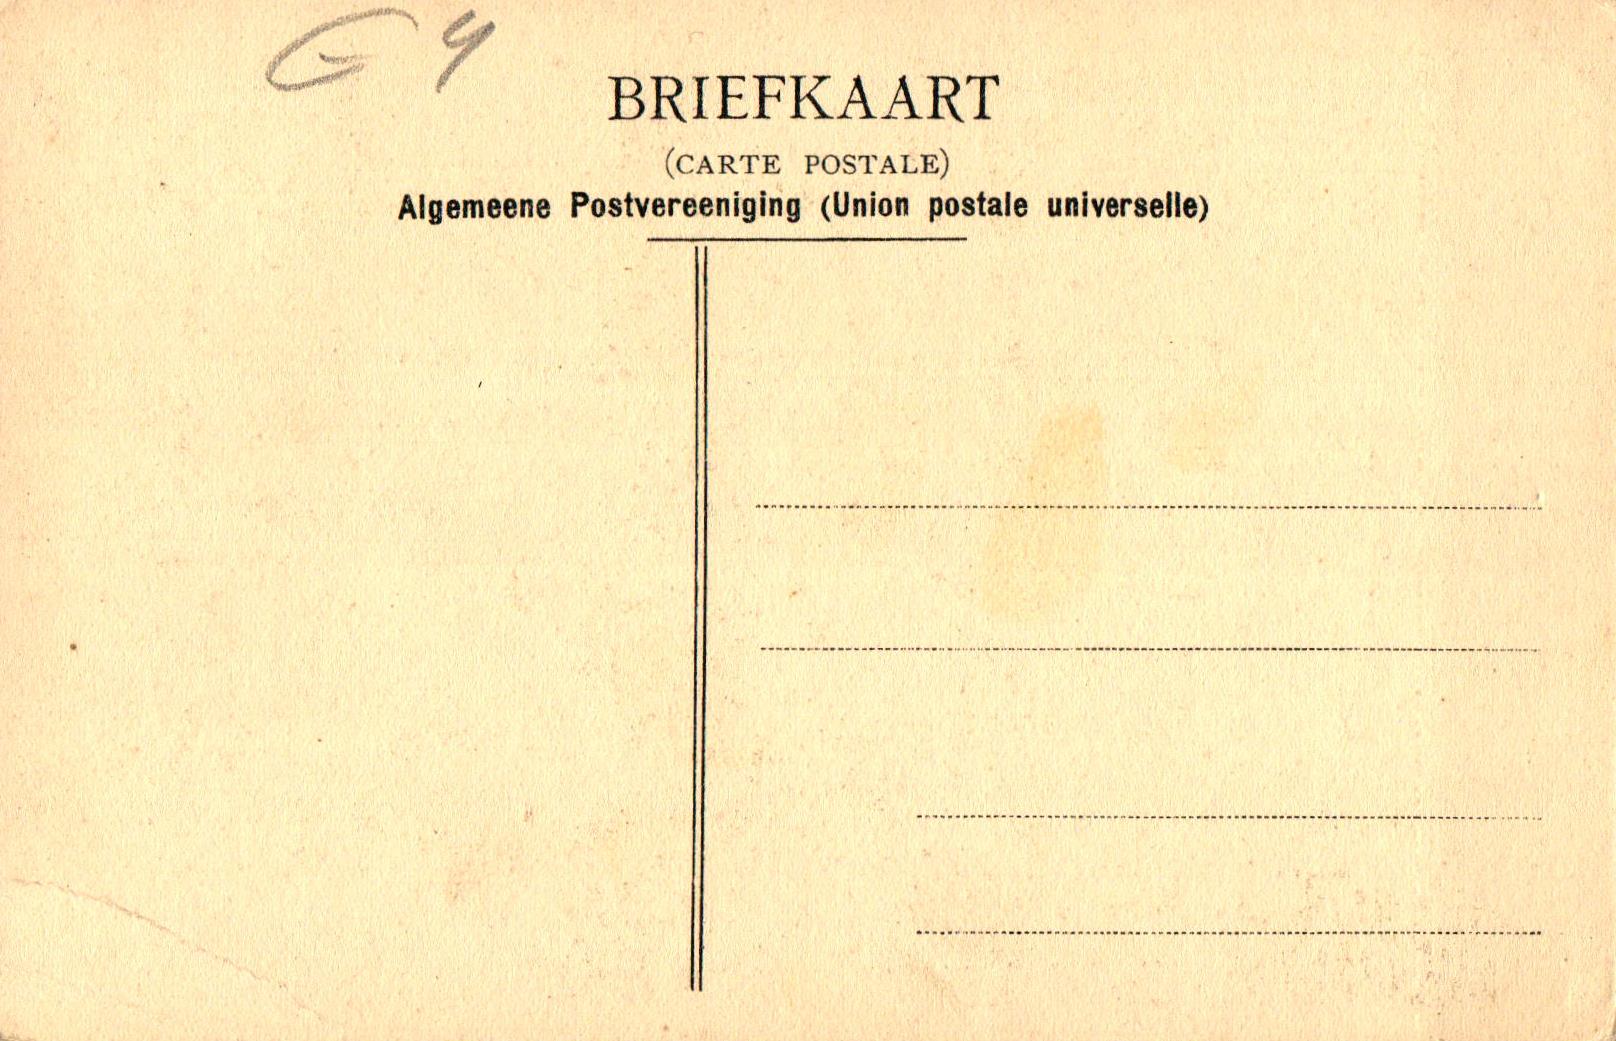 G 4
BRIEFKAART
(CARTE POSTALE)
Algemeene Postvereeniging (Union postale universelle)